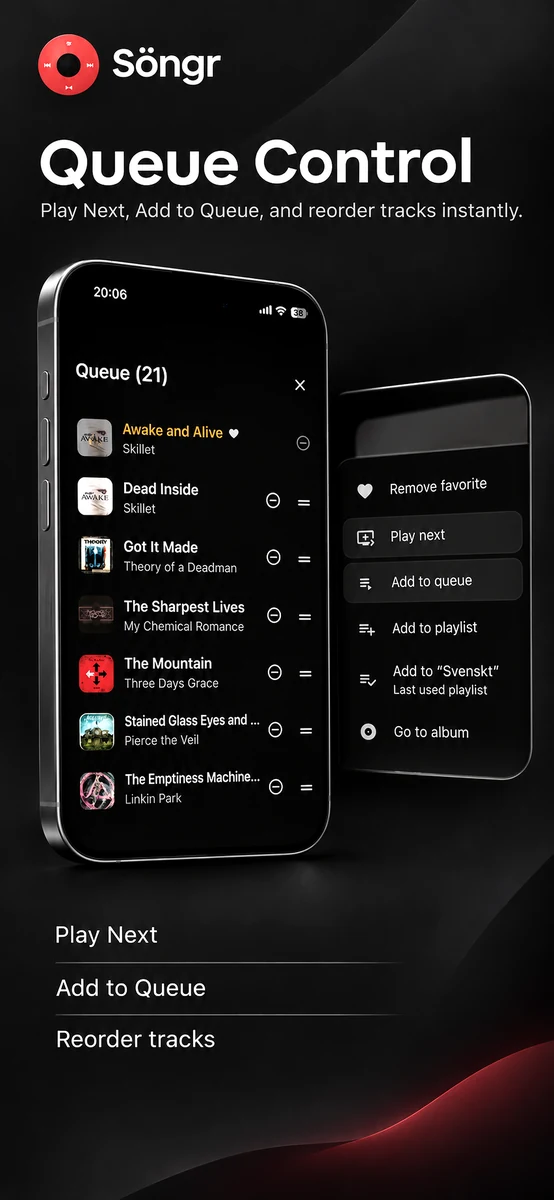 Söngr
Queue Control
Play Next, Add to Queue, and reorder tracks instantly.
20:06
38
Queue (21)
Awake and Alive
Skillet
Dead Inside
Skillet
Got It Made
Theory of a Deadman
The Sharpest Lives
My Chemical Romance
The Mountain
Three Days Grace
Stained Glass Eyes and ...
Pierce the Veil
The Emptiness Machine...
Linkin Park
AWAKE
AWAKE
THEORY
Remove favorite
Play next
Add to queue
Add to playlist
Add to “Svenskt”
Last used playlist
Go to album
Play Next
Add to Queue
Reorder tracks